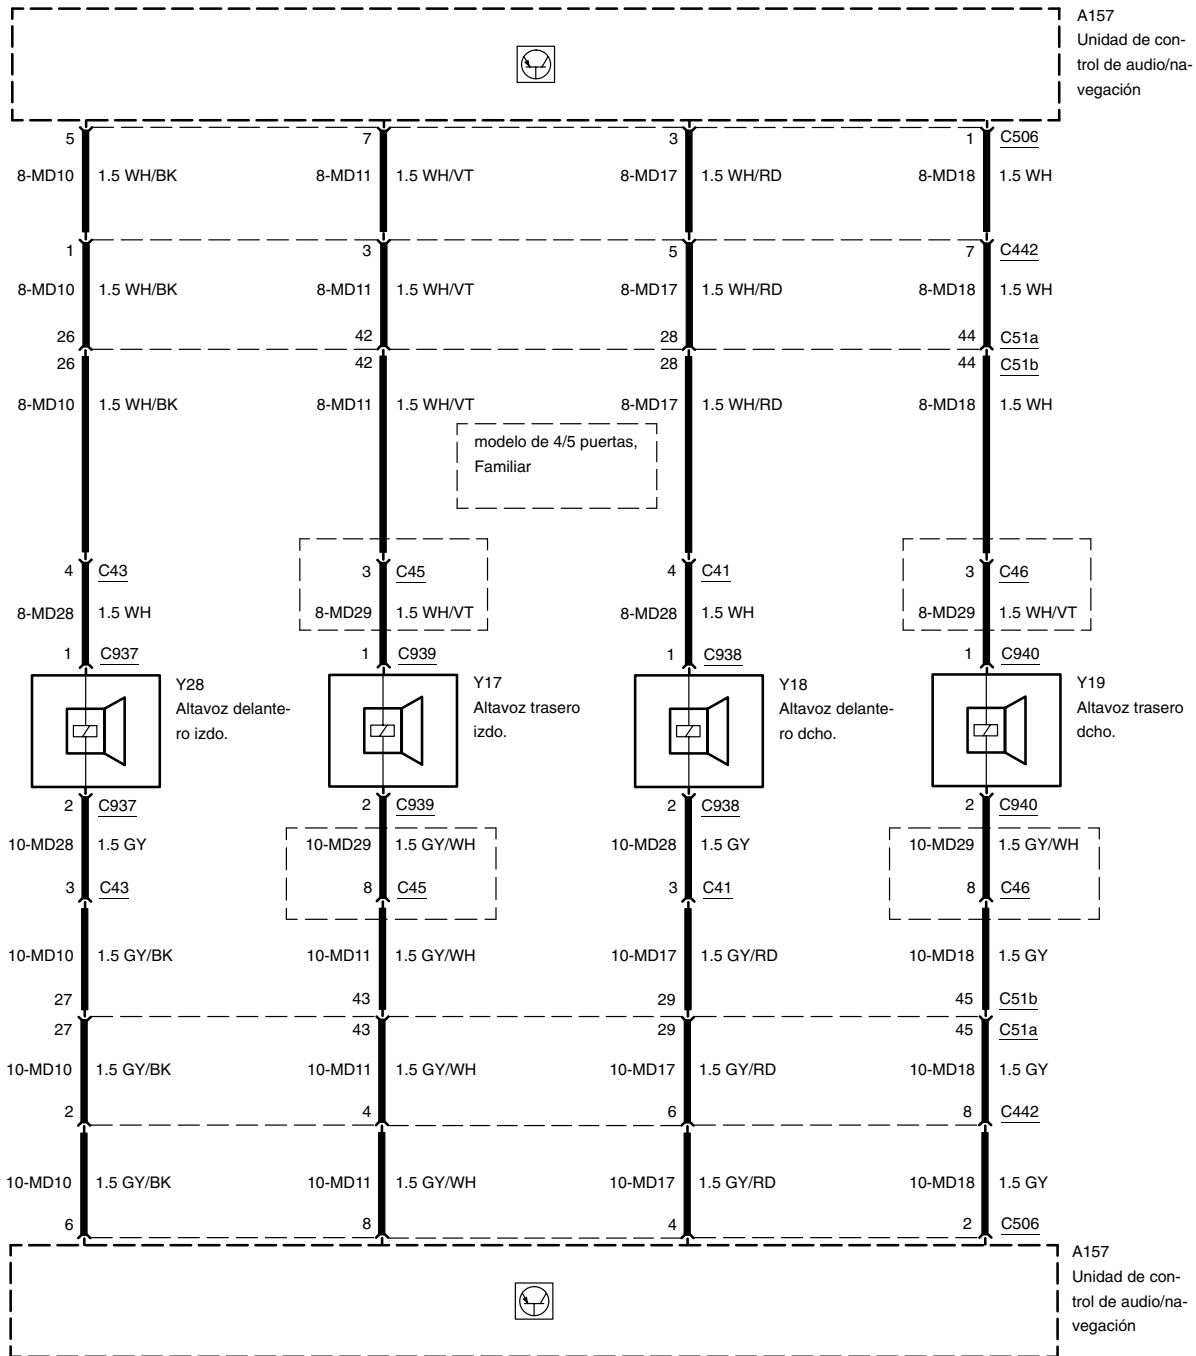 A157
Unidad de con-
trol de audio/na-
vegación
5 7 3 1 C506
8-MD10 1.5 WH/BK 8-MD11 1.5 WH/VT 8-MD17 1.5 WH/RD 8-MD18 1.5 WH
1 3 5 7 C442
8-MD10 1.5 WH/BK 8-MD11 1.5 WH/VT 8-MD17 1.5 WH/RD 8-MD18 1.5 WH
26 42 28 44 C51a
26 42 28 44 C51b
8-MD10 1.5 WH/BK 8-MD11 1.5 WH/VT 8-MD17 1.5 WH/RD 8-MD18 1.5 WH
modelo de 4/5 puertas,
Familiar
4 C43 3 C45 4 C41 3 C46
8-MD28 1.5 WH 8-MD29 1.5 WH/VT 8-MD28 1.5 WH 8-MD29 1.5 WH/VT
1 C937 1 C939 1 C938 1 C940
Y28
Altavoz delante-
ro izdo.
Y17
Altavoz trasero
izdo.
Y18
Altavoz delante-
ro dcho.
Y19
Altavoz trasero
dcho.
2 C937 2 C939 2 C938 2 C940
10-MD28 1.5 GY 10-MD29 1.5 GY/WH 10-MD28 1.5 GY 10-MD29 1.5 GY/WH
3 C43 8 C45 3 C41 8 C46
10-MD10 1.5 GY/BK 10-MD11 1.5 GY/WH 10-MD17 1.5 GY/RD 10-MD18 1.5 GY
27 43 29 45 C51b
27 43 29 45 C51a
10-MD10 1.5 GY/BK 10-MD11 1.5 GY/WH 10-MD17 1.5 GY/RD 10-MD18 1.5 GY
2 4 6 8 C442
10-MD10 1.5 GY/BK 10-MD11 1.5 GY/WH 10-MD17 1.5 GY/RD 10-MD18 1.5 GY
6 8 4 2 C506
A157
Unidad de con-
trol de audio/na-
vegación